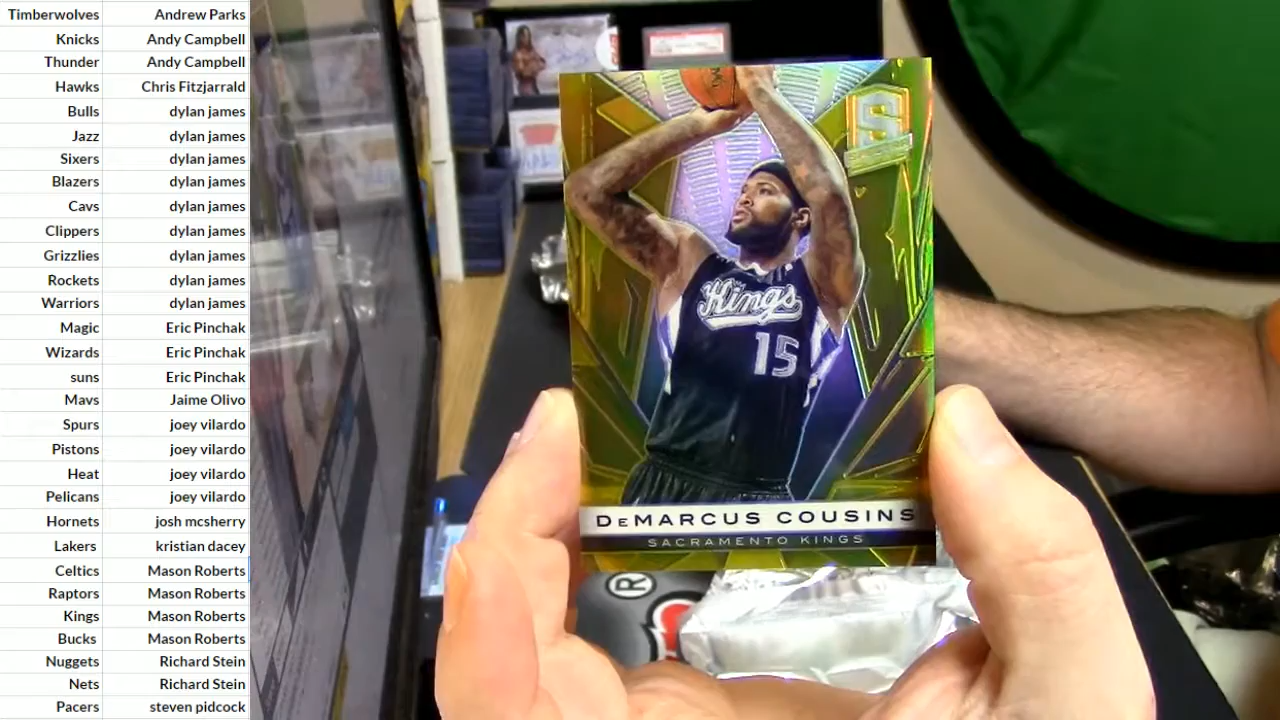 Timberwolves Andrew Parks
Knicks Andy Campbell
Thunder Andy Campbell
Hawks Chris Fitzjarrald
Bulls dylan james
Jazz dylan james
Sixers dylan james
Blazers dylan james
Cavs dylan james
Clippers dylan james
Grizzlies dylan james
Rockets dylan james
Warriors dylan james
Magic Eric Pinchak
Wizards Eric Pinchak
suns Eric Pinchak
Mavs Jaime Olivo
Spurs joey vilardo
Pistons joey vilardo
Heat joey vilardo
Pelicans joey vilardo
Hornets josh mcsherry
Lakers kristian dacey
Celtics Mason Roberts
Raptors Mason Roberts
Kings Mason Roberts
Bucks Mason Roberts
Nuggets Richard Stein
Nets Richard Stein
Pacers steven pidcock
S
Kings
15
DeMARCUS COUSINS
SACRAMENTO KINGS
®